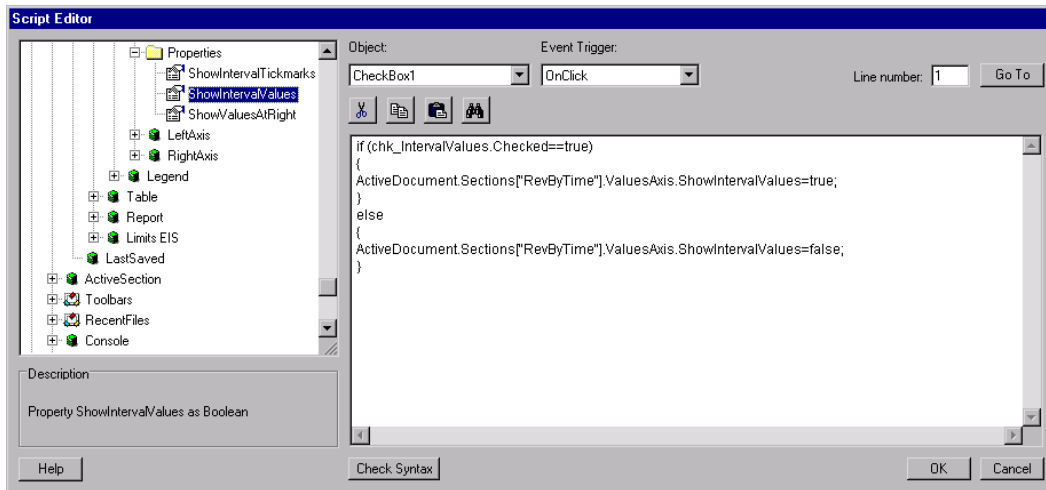 Script Editor
Properties
ShowIntervalTickmarks
ShowIntervalValues
ShowValuesAtRight
LeftAxis
RightAxis
Legend
Table
Report
Limits EIS
LastSaved
ActiveSection
Toolbars
RecentFiles
Console
Description
Property ShowIntervalValues as Boolean
Help
Object:
Event Trigger:
CheckBox1
OnClick
Line number: 1
Go To
if (chk_IntervalValues.Checked==true)
{
ActiveDocument.Sections["RevByTime"].ValuesAxis.ShowIntervalValues=true;
}
else
{
ActiveDocument.Sections["RevByTime"].ValuesAxis.ShowIntervalValues=false;
}
Check Syntax
OK
Cancel